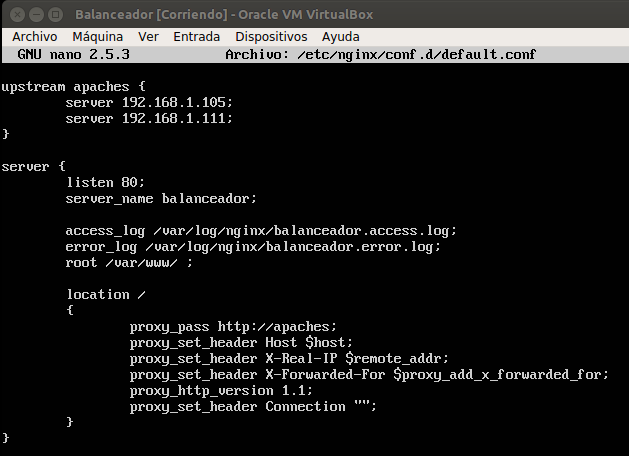 Balanceador [Corriendo] - Oracle VM VirtualBox
Archivo Máquina Ver Entrada Dispositivos Ayuda
GNU nano 2.5.3 Archivo: /etc/nginx/conf.d/default.conf
upstream apaches {
server 192.168.1.105;
server 192.168.1.111;
}
server {
listen 80;
server_name balanceador;
access_log /var/log/nginx/balanceador.access.log;
error_log /var/log/nginx/balanceador.error.log;
root /var/www/ ;
location /
{
proxy_pass http://apaches;
proxy_set_header Host $host;
proxy_set_header X-Real-IP $remote_addr;
proxy_set_header X-Forwarded-For $proxy_add_x_forwarded_for;
proxy_http_version 1.1;
proxy_set_header Connection "";
}
}